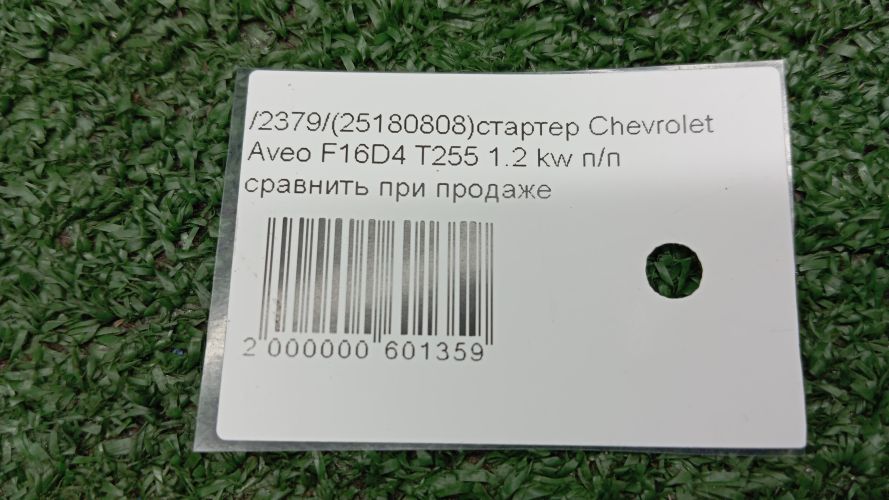 /2379/(25180808)стартер Chevrolet
Aveo F16D4 T255 1.2 kw п/п
сравнить при продаже
2 000000 601359